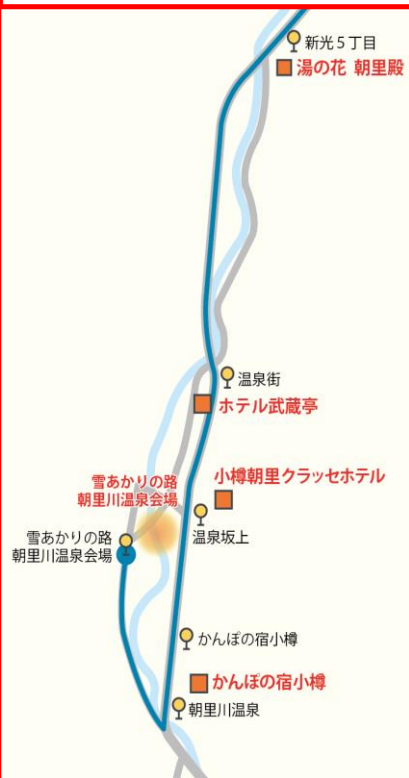 新光５丁目
湯の花 朝里殿
温泉街
ホテル武蔵亭
小樽朝里クラッセホテル
雪あかりの路
朝里川温泉会場
温泉坂上
雪あかりの路
朝里川温泉会場
かんぽの宿小樽
かんぽの宿小樽
朝里川温泉